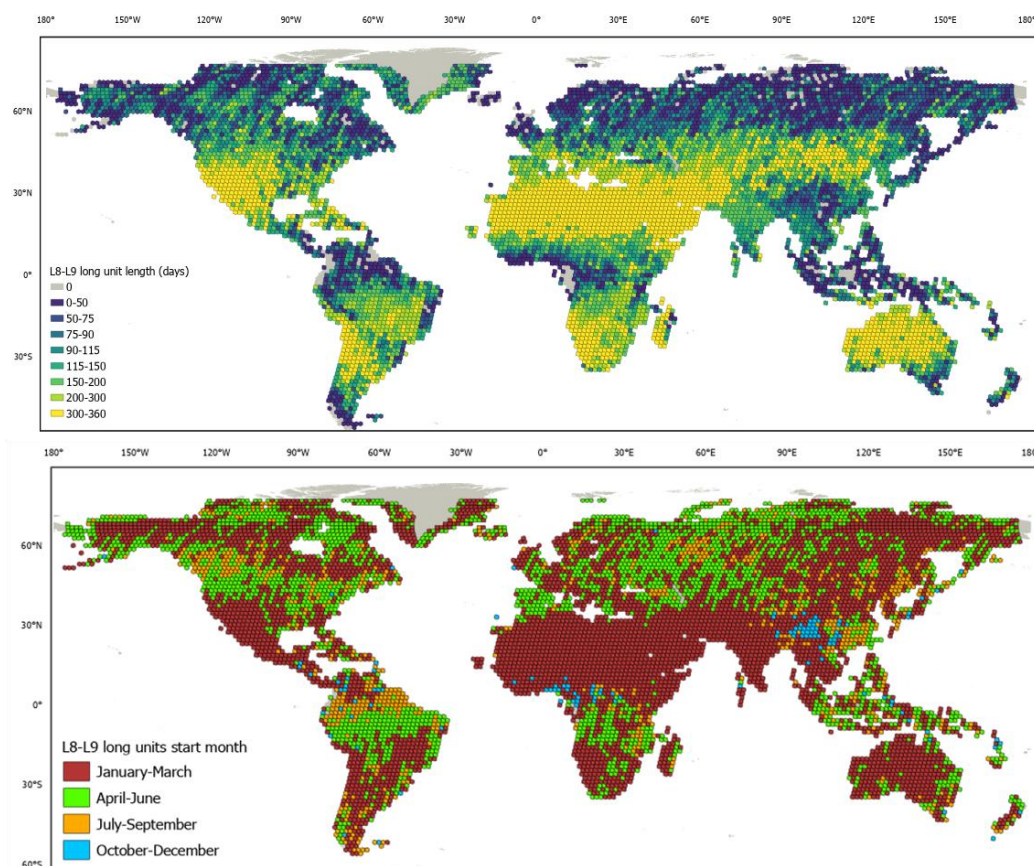 180° 150°W 120°W 90°W 60°W 30°W 0° 30°E 60°E 90°E 120°E 150°E 180°
60°N
30°N
0°
30°S
L8-L9 long unit length (days)
0
0-50
50-75
75-90
90-115
115-150
150-200
200-300
300-360
180° 150°W 120°W 90°W 60°W 30°W 0° 30°E 60°E 90°E 120°E 150°E 180°
60°N
30°N
0°
30°S
60°S
L8-L9 long units start month
January-March
April-June
July-September
October-December